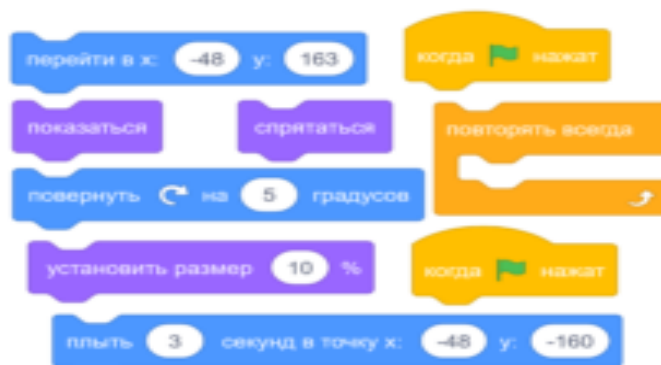 перейти в x: -48 y: 163
когда нажат
показаться
спрятаться
повторять всегда
повернуть на 5 градусов
установить размер 10 %
когда нажат
плыть 3 секунд в точку x: -48 y: -160